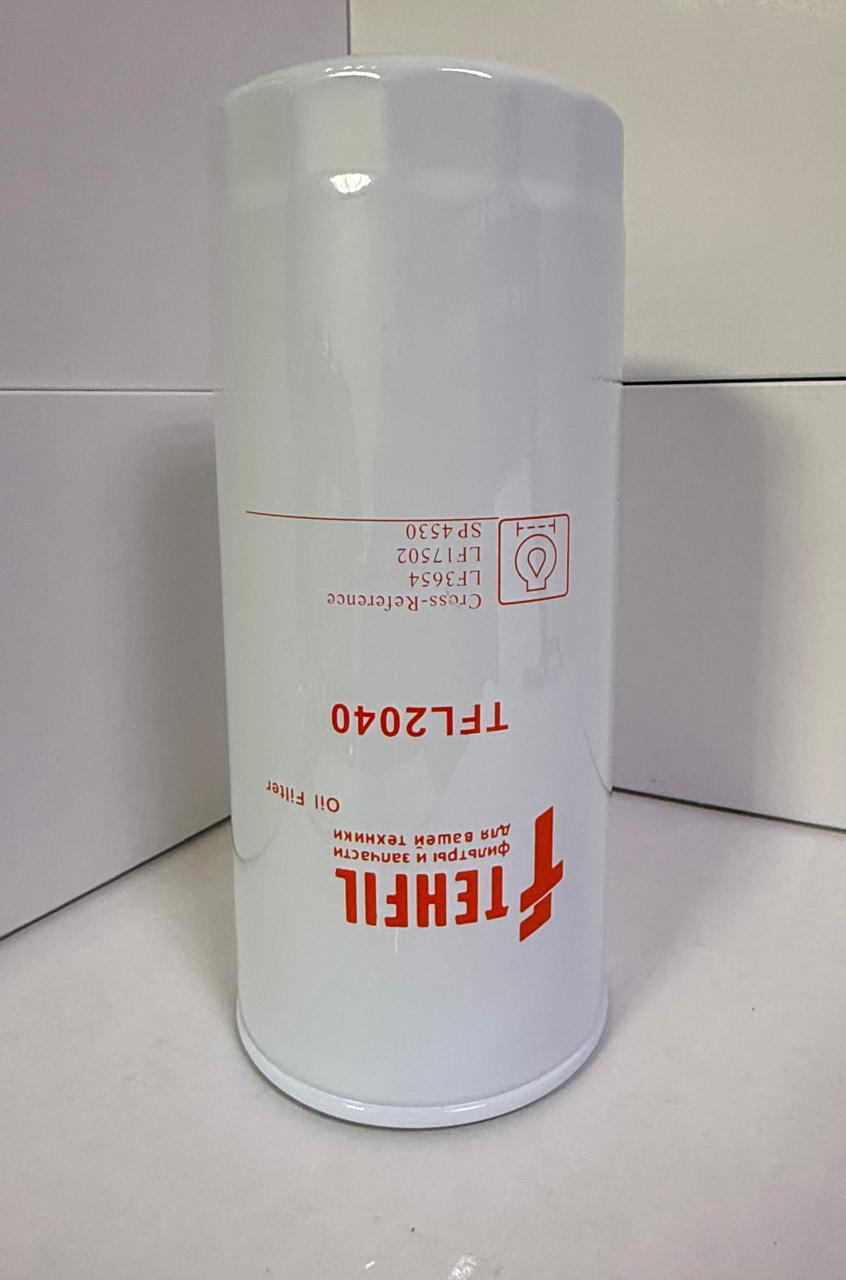 TEHFIL
фильтры и запчасти
для вашей техники
Oil Filter
TFL2040
Cross-Reference
LF3654
LF17502
SP4530